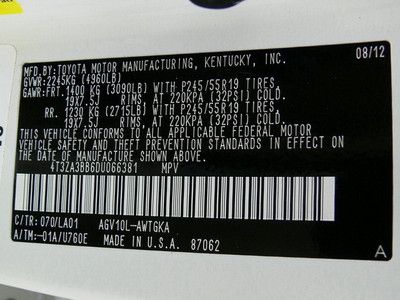 MFD.BY:TOYOTA MOTOR MANUFACTURING, KENTUCKY, INC.
08/12
GVWR:2245KG (4960LB)
GAWR:FRT.1400 KG (3090LB)WITH P245/55R19 TIRES,
19X7.5J RIMS AT 220KPA (32PSI) COLD
RR. 1230 KG (2715LB)WITH P245/55R19 TIRES,
19X7.5J RIMS AT 220KPA (32PSI) COLD
THIS VEHICLE CONFORMS TO ALL APPLICABLE FEDERAL MOTOR
VEHICLE SAFETY AND THEFT PREVENTION STANDARDS IN EFFECT
ON THE DATE OF MANUFACTURE SHOWN ABOVE.
4T3ZA3BB6DU066381 MPV
C/TR: 070/LA01 AGV10L-AWTGKA
A/TM:-01A/U760E MADE IN U.S.A. 87062
A